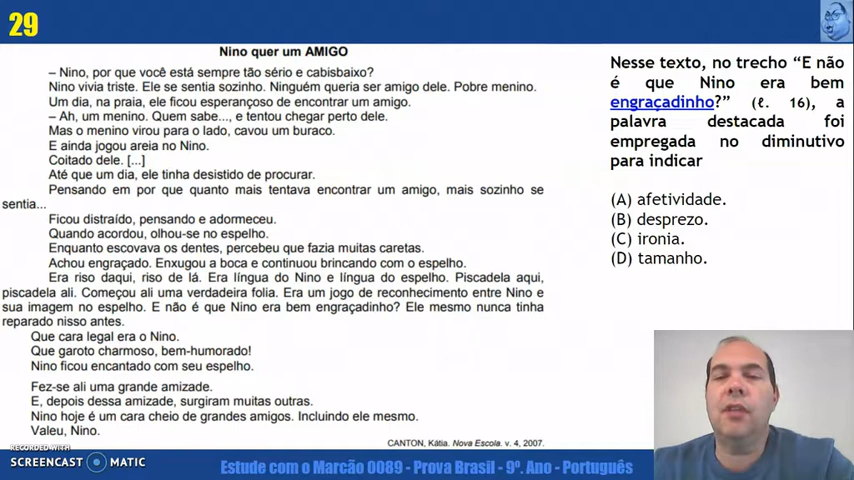 29
Nino quer um AMIGO
– Nino, por que você está sempre tão sério e cabisbaixo?
Nino vivia triste. Ele se sentia sozinho. Ninguém queria ser amigo dele. Pobre menino.
Um dia, na praia, ele ficou esperançoso de encontrar um amigo.
– Ah, um menino. Quem sabe..., e tentou chegar perto dele.
Mas o menino virou para o lado, cavou um buraco.
E ainda jogou areia no Nino.
Coitado dele. [...]
Até que um dia, ele tinha desistido de procurar.
Pensando em por que quanto mais tentava encontrar um amigo, mais sozinho se
sentia...
Ficou distraído, pensando e adormeceu.
Quando acordou, olhou-se no espelho.
Enquanto escovava os dentes, percebeu que fazia muitas caretas.
Achou engraçado. Enxugou a boca e continuou brincando com o espelho.
Era riso daqui, riso de lá. Era língua do Nino e língua do espelho. Piscadela aqui,
piscadela ali. Começou ali uma verdadeira folia. Era um jogo de reconhecimento entre Nino e
sua imagem no espelho. E não é que Nino era bem engraçadinho? Ele mesmo nunca tinha
reparado nisso antes.
Que cara legal era o Nino.
Que garoto charmoso, bem-humorado!
Nino ficou encantado com seu espelho.
Fez-se ali uma grande amizade.
E, depois dessa amizade, surgiram muitas outras.
Nino hoje é um cara cheio de grandes amigos. Incluindo ele mesmo.
Valeu, Nino.
CANTON, Kátia. Nova Escola. v. 4, 2007.
Nesse texto, no trecho “E não
é que Nino era bem
engraçadinho?” (ℓ. 16), a
palavra destacada foi
empregada no diminutivo
para indicar
(A) afetividade.
(B) desprezo.
(C) ironia.
(D) tamanho.
RECORDED WITH
SCREENCAST MATIC
Estude com o Marcão 0089 - Prova Brasil - 9º. Ano - Português